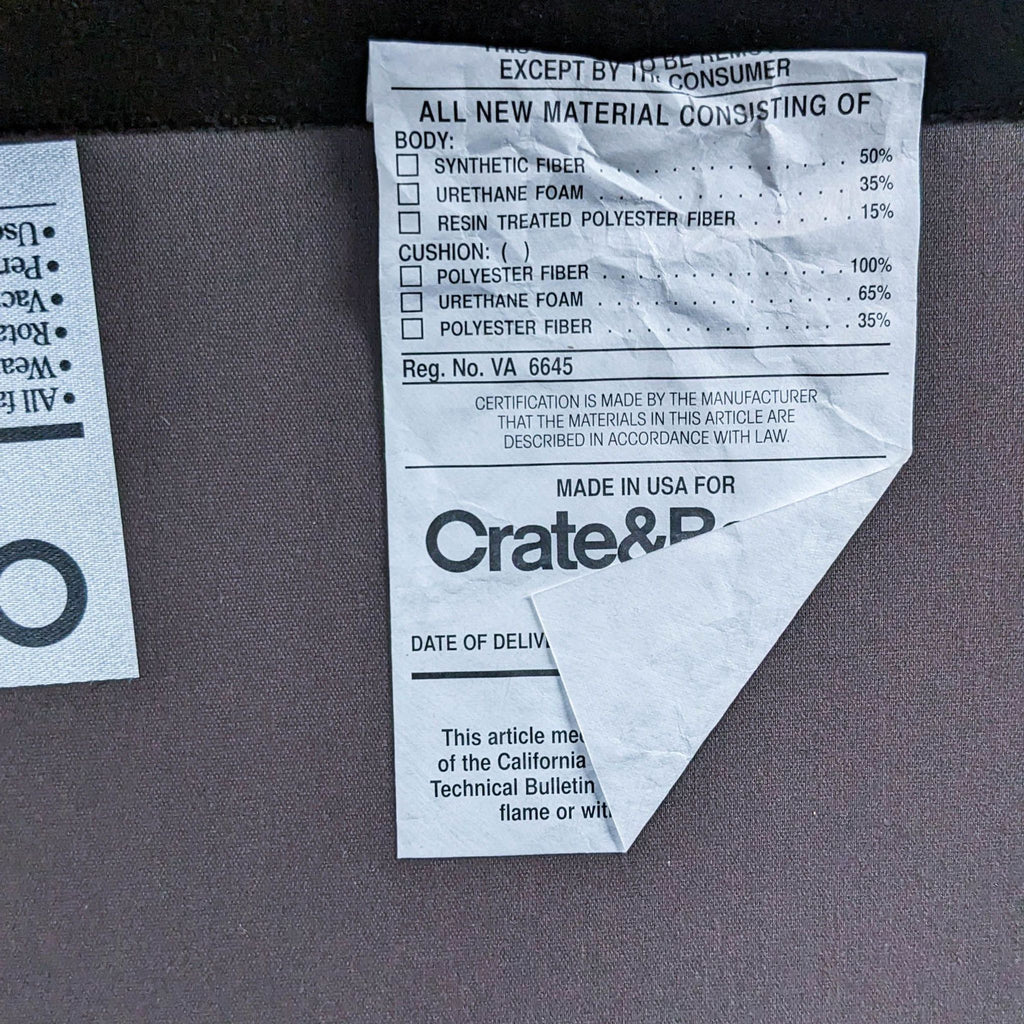 EXCEPT BY CONSUMER
ALL NEW MATERIAL CONSISTING OF
BODY:
SYNTHETIC FIBER . . . . . . . . . . . . 50%
URETHANE FOAM . . . . . . . . . . . . 35%
RESIN TREATED POLYESTER FIBER . . . . . 15%
CUSHION: ( )
POLYESTER FIBER . . . . . . . . . . . . . 100%
URETHANE FOAM . . . . . . . . . . . . . 65%
POLYESTER FIBER . . . . . . . . . . . . . 35%
Reg. No. VA 6645
CERTIFICATION IS MADE BY THE MANUFACTURER
THAT THE MATERIALS IN THIS ARTICLE ARE
DESCRIBED IN ACCORDANCE WITH LAW.
MADE IN USA FOR
Crate&
DATE OF
This article
of the California
Technical Bulletin
flame or
• All